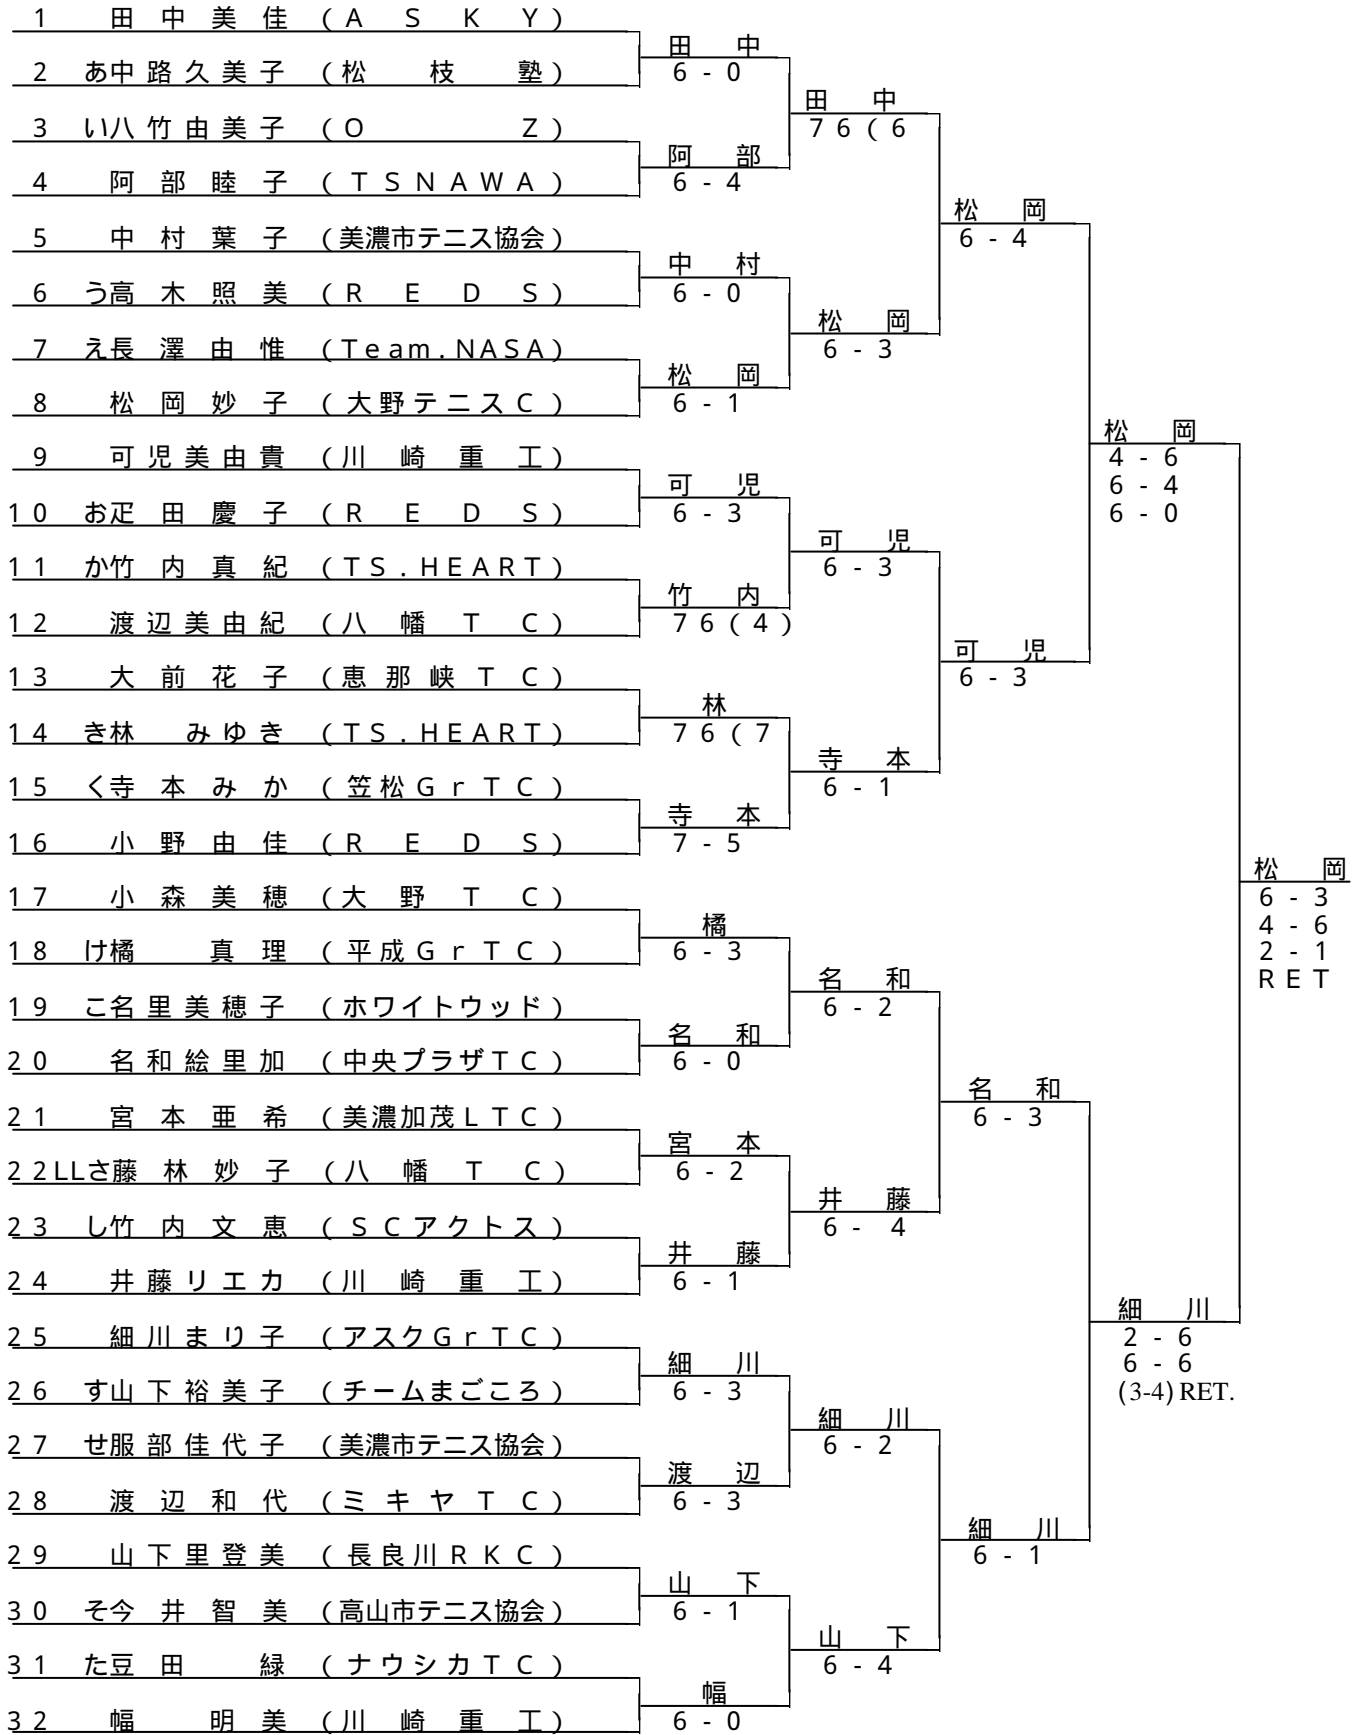 1 田中美佳 (ASKY)
田中
2 あ中路久美子 (松枝塾)
6-0
田中
3 い八竹由美子 (OZ)
76(6
阿部
4 阿部睦子 (TSNAWA)
6-4
松岡
5 中村葉子 (美濃市テニス協会)
6-4
中村
6 う高木照美 (REDS)
6-0
松岡
7 え長澤由惟 (Team.NASA)
6-3
松岡
8 松岡妙子 (大野テニスC)
6-1
松岡
9 可児美由貴 (川崎重工)
4-6
可児
6-4
10 お疋田慶子 (REDS)
6-3
6-0
可児
11 か竹内真紀 (TS.HEART)
6-3
竹内
12 渡辺美由紀 (八幡TC)
76(4)
可児
13 大前花子 (恵那峡TC)
6-3
林
14 き林みゆき (TS.HEART)
76(7
寺本
15 く寺本みか (笠松GrTC)
6-1
寺本
16 小野由佳 (REDS)
7-5
松岡
17 小森美穂 (大野TC)
6-3
橘
4-6
18 け橘真理 (平成GrTC)
6-3
2-1
名和
RET
19 こ名里美穂子 (ホワイトウッド)
6-2
名和
20 名和絵里加 (中央プラザTC)
6-0
名和
21 宮本亜希 (美濃加茂LTC)
6-3
宮本
22LLさ藤林妙子 (八幡TC)
6-2
井藤
23 し竹内文恵 (SCアクトス)
6-4
井藤
24 井藤リエカ (川崎重工)
6-1
細川
25 細川まり子 (アスクGrTC)
2-6
細川
6-6
26 す山下裕美子 (チームまごころ)
6-3
(3-4)RET.
細川
27 せ服部佳代子 (美濃市テニス協会)
6-2
渡辺
28 渡辺和代 (ミキヤTC)
6-3
細川
29 山下里登美 (長良川RKC)
6-1
山下
30 そ今井智美 (高山市テニス協会)
6-1
山下
31 た豆田緑 (ナウシカTC)
6-4
幅
32 幅明美 (川崎重工)
6-0